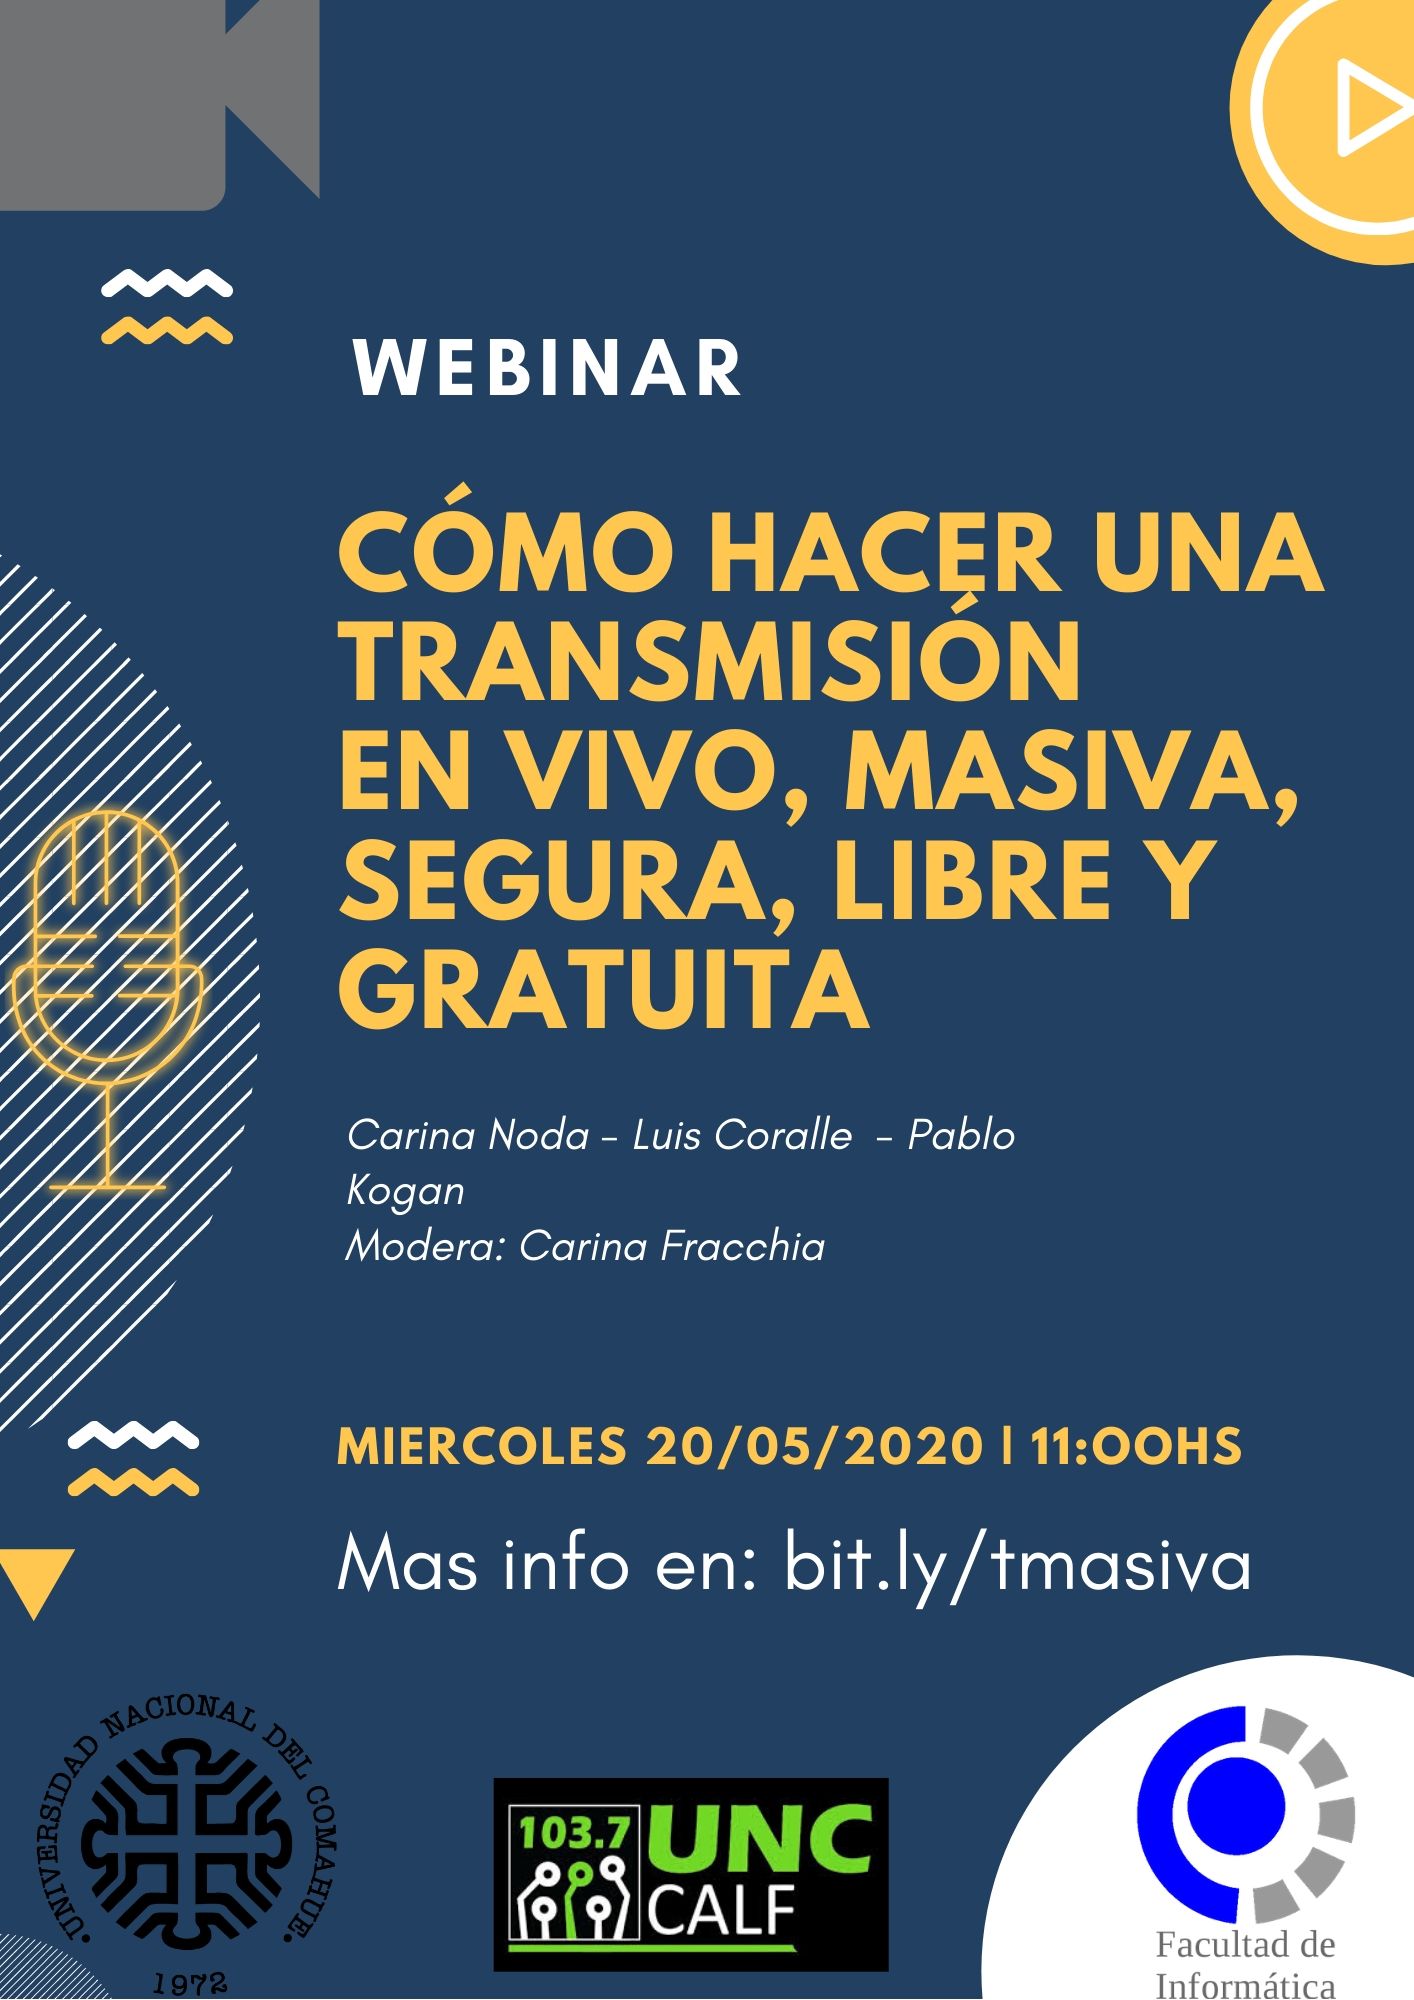 WEBINAR
CÓMO HACER UNA
TRANSMISIÓN
EN VIVO, MASIVA,
SEGURA, LIBRE Y
GRATUITA
Carina Noda - Luis Coralle - Pablo
Kogan
Modera: Carina Fracchia
MIERCOLES 20/05/2020 | 11:00HS
Mas info en: bit.ly/tmasiva
·UNIVERSIDAD NACIONAL DEL COMAHUE·
1972
103.7 UNC
CALF
Facultad de
Informática